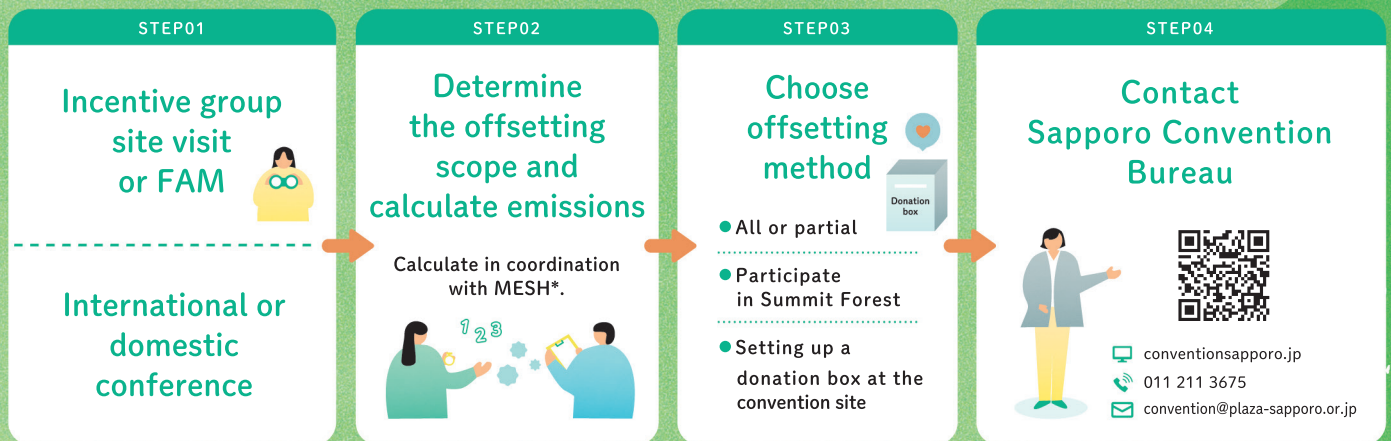 STEP01
Incentive group
site visit
or FAM
International or
domestic
conference
STEP02
Determine
the offsetting
scope and
calculate emissions
Calculate in coordination
with MESH*.
1 2 3
STEP03
Choose
offsetting
method
Donation
box
All or partial
Participate
in Summit Forest
Setting up a
donation box at the
convention site
STEP04
Contact
Sapporo Convention
Bureau
conventionsapporo.jp
011 211 3675
convention@plaza-sapporo.or.jp